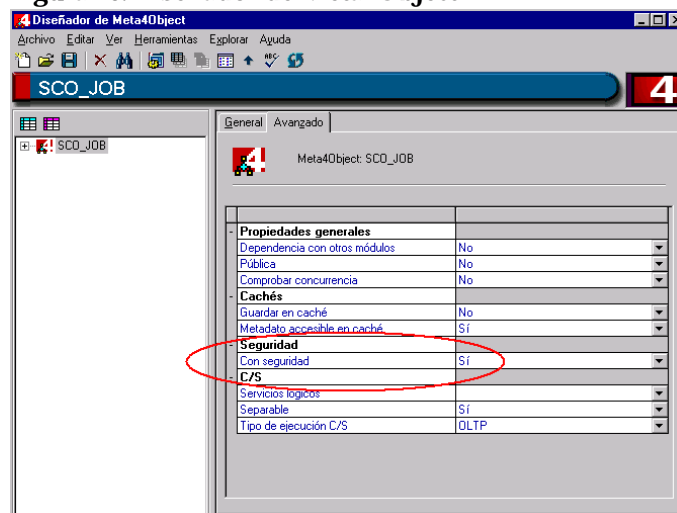 Diseñador de Meta4Object
Archivo Editar Ver Herramientas Explorar Ayuda
SCO_JOB
4
SCO_JOB
General Avanzado
Meta4Object: SCO_JOB
- Propiedades generales
Dependencia con otros módulos No
Pública No
Comprobar concurrencia No
- Cachés
Guardar en caché No
Metadato accesible en caché Sí
- Seguridad
Con seguridad Sí
- C/S
Servicios lógicos
Separable Sí
Tipo de ejecución C/S OLTP